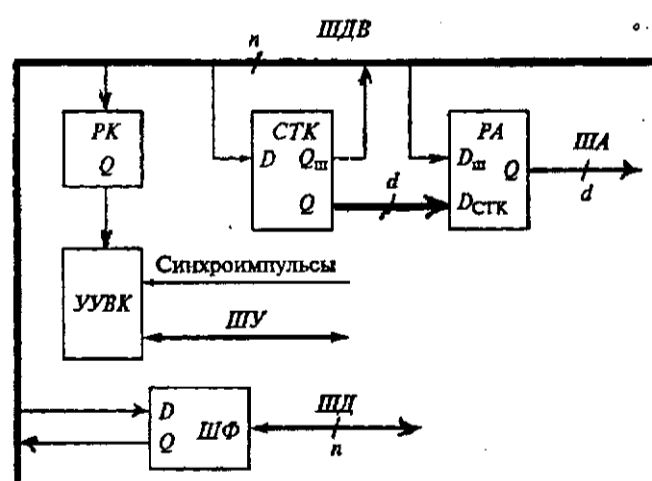 ШДВ
n
РК
Q
СТК
D Qш
Q
d
РА
Dш Q
DСТК
ША
d
УУВК
Синхроимпульсы
ШУ
D
Q ШФ
ШД
n